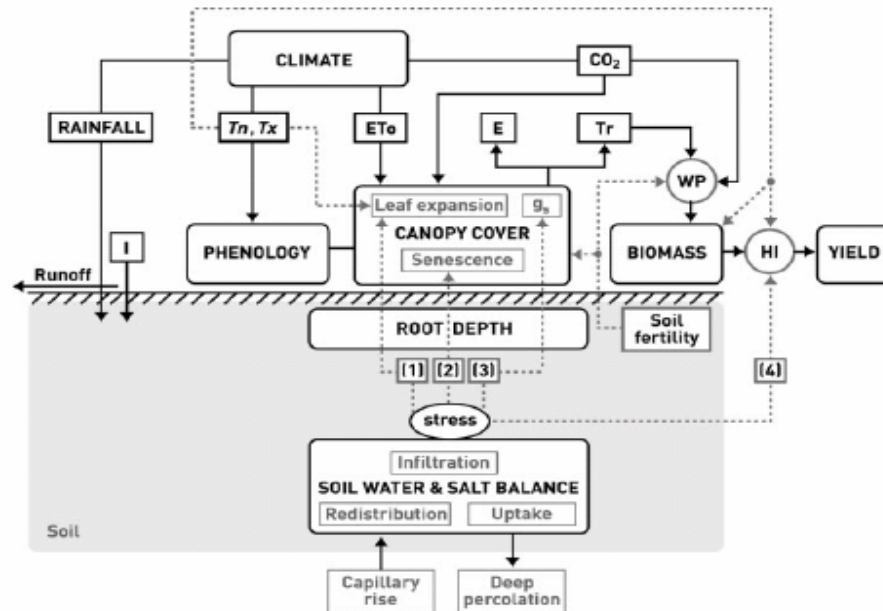 CLIMATE
CO₂
RAINFALL
Tn, Tx
ETo
E
Tr
WP
Leaf expansion
gs
CANOPY COVER
Senescence
PHENOLOGY
BIOMASS
HI
YIELD
I
Runoff
ROOT DEPTH
Soil
fertility
(1)
(2)
(3)
(4)
stress
Infiltration
SOIL WATER & SALT BALANCE
Redistribution
Uptake
Soil
Capillary
rise
Deep
percolation